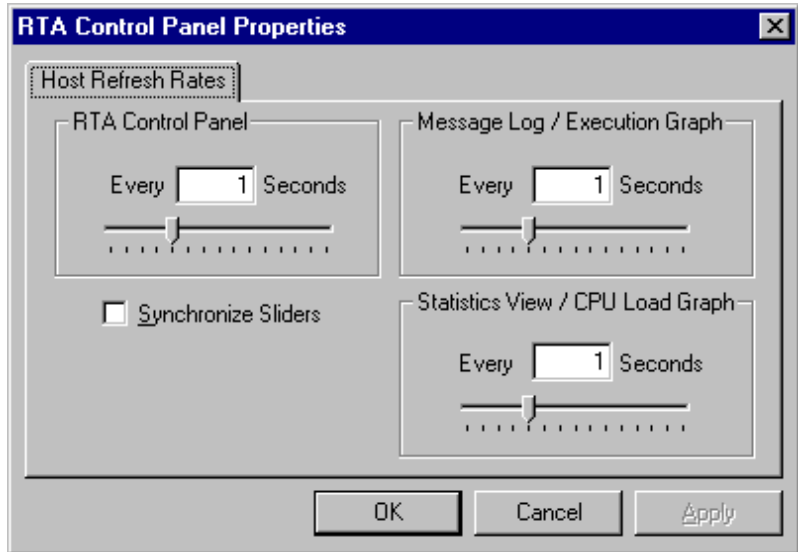 RTA Control Panel Properties
Host Refresh Rates
RTA Control Panel
Every 1 Seconds
Synchronize Sliders
Message Log / Execution Graph
Every 1 Seconds
Statistics View / CPU Load Graph
Every 1 Seconds
OK Cancel Apply